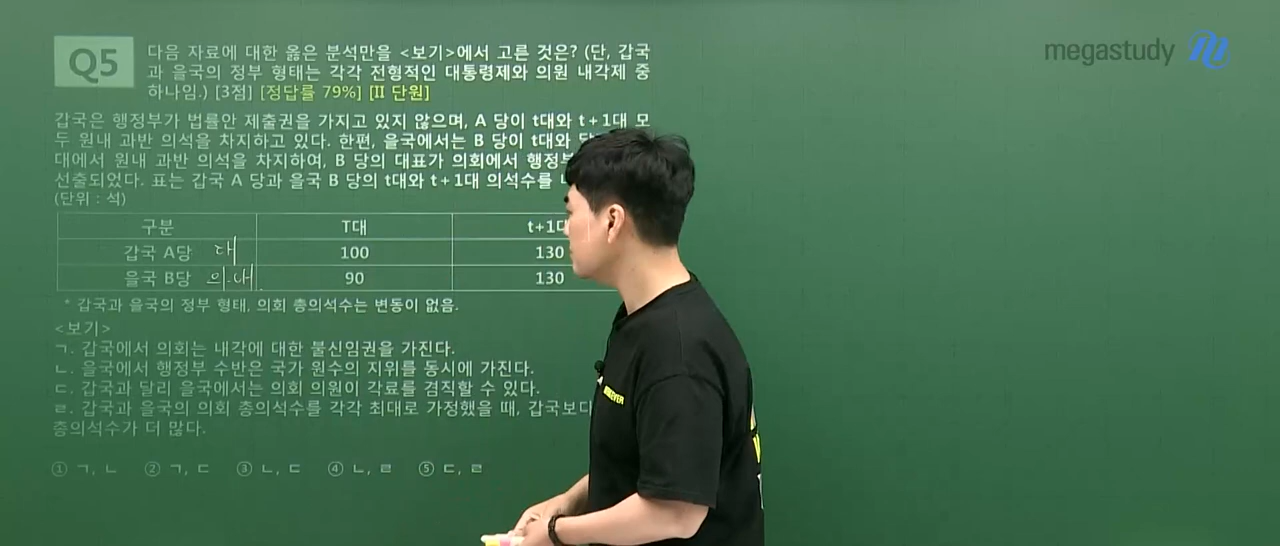 megastudy
Q5
다음 자료에 대한 옳은 분석만을 <보기>에서 고른 것은? (단, 갑국
과 을국의 정부 형태는 각각 전형적인 대통령제와 의원 내각제 중
하나임.) [3점] [정답률 79%] [Ⅱ 단원]
갑국은 행정부가 법률안 제출권을 가지고 있지 않으며, A 당이 t대와 t+1대 모
두 원내 과반 의석을 차지하고 있다. 한편, 을국에서는 B 당이 t대와
대에서 원내 과반 의석을 차지하여, B 당의 대표가 의회에서
선출되었다. 표는 갑국 A 당과 을국 B 당의 t대와 t+1대 의석수를
(단위 : 석)
구분 T대
갑국 A당 대 100 130
을국 B당 의·내 90 130
* 갑국과 을국의 정부 형태, 의회 총의석수는 변동이 없음.
<보기>
ㄱ. 갑국에서 의회는 내각에 대한 불신임권을 가진다.
ㄴ. 을국에서 행정부 수반은 국가 원수의 지위를 동시에 가진다.
ㄷ. 갑국과 달리 을국에서는 의회 의원이 각료를 겸직할 수 있다.
ㄹ. 갑국과 을국의 의회 총의석수를 각각 최대로 가정했을 때, 갑국보다
총의석수가 더 많다.
① ㄱ, ㄴ ② ㄱ, ㄷ ③ ㄴ, ㄷ ④ ㄴ, ㄹ ⑤ ㄷ, ㄹ